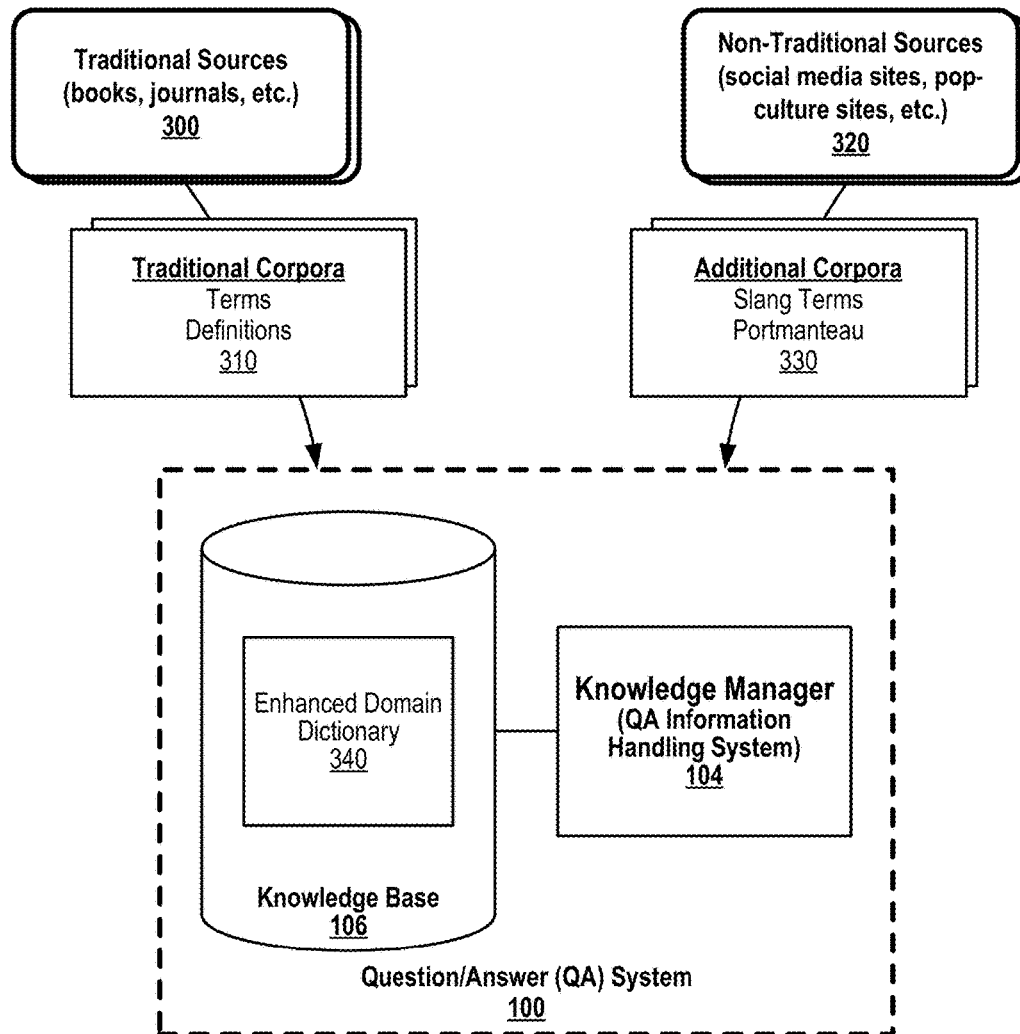 Traditional Sources
(books, journals, etc.)
300
Non-Traditional Sources
(social media sites, pop-
culture sites, etc.)
320
Traditional Corpora
Terms
Definitions
310
Additional Corpora
Slang Terms
Portmanteau
330
Enhanced Domain
Dictionary
340
Knowledge Manager
(QA Information
Handling System)
104
Knowledge Base
106
Question/Answer (QA) System
100